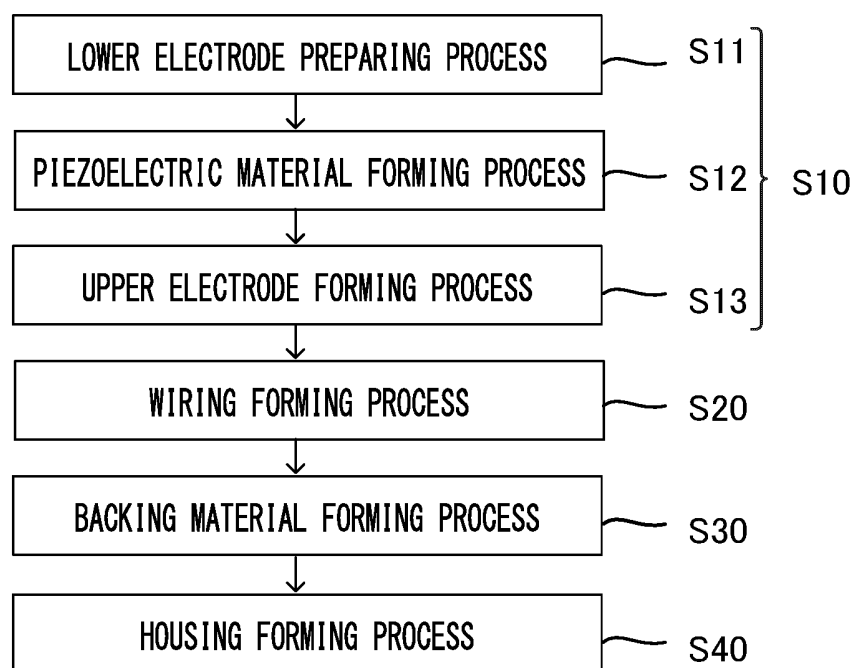 LOWER ELECTRODE PREPARING PROCESS S11
PIEZOELECTRIC MATERIAL FORMING PROCESS S12 S10
UPPER ELECTRODE FORMING PROCESS S13
WIRING FORMING PROCESS S20
BACKING MATERIAL FORMING PROCESS S30
HOUSING FORMING PROCESS S40